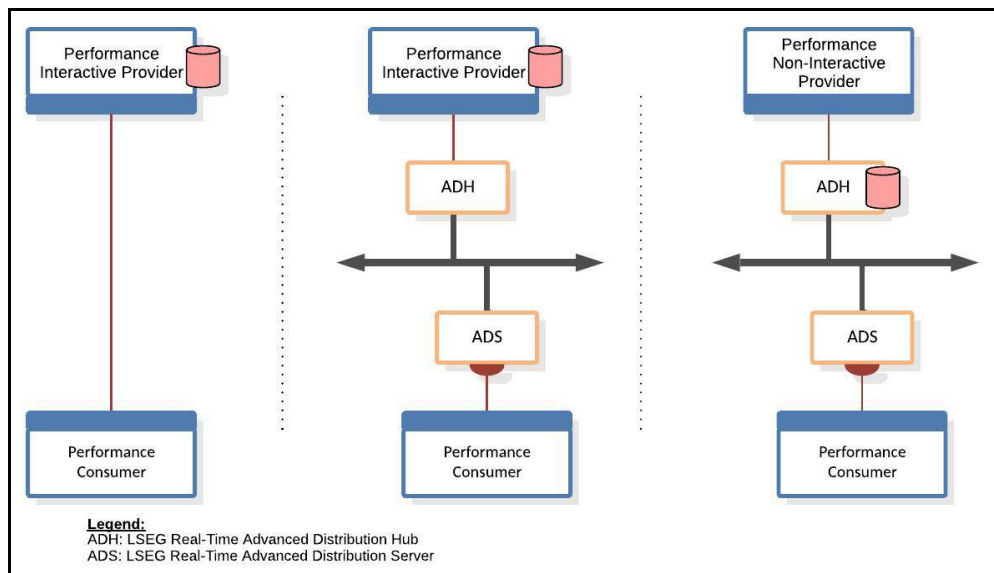 Performance
Interactive Provider
Performance
Interactive Provider
Performance
Non-Interactive
Provider
ADH
ADH
ADS
ADS
Performance
Consumer
Performance
Consumer
Performance
Consumer
Legend:
ADH: LSEG Real-Time Advanced Distribution Hub
ADS: LSEG Real-Time Advanced Distribution Server